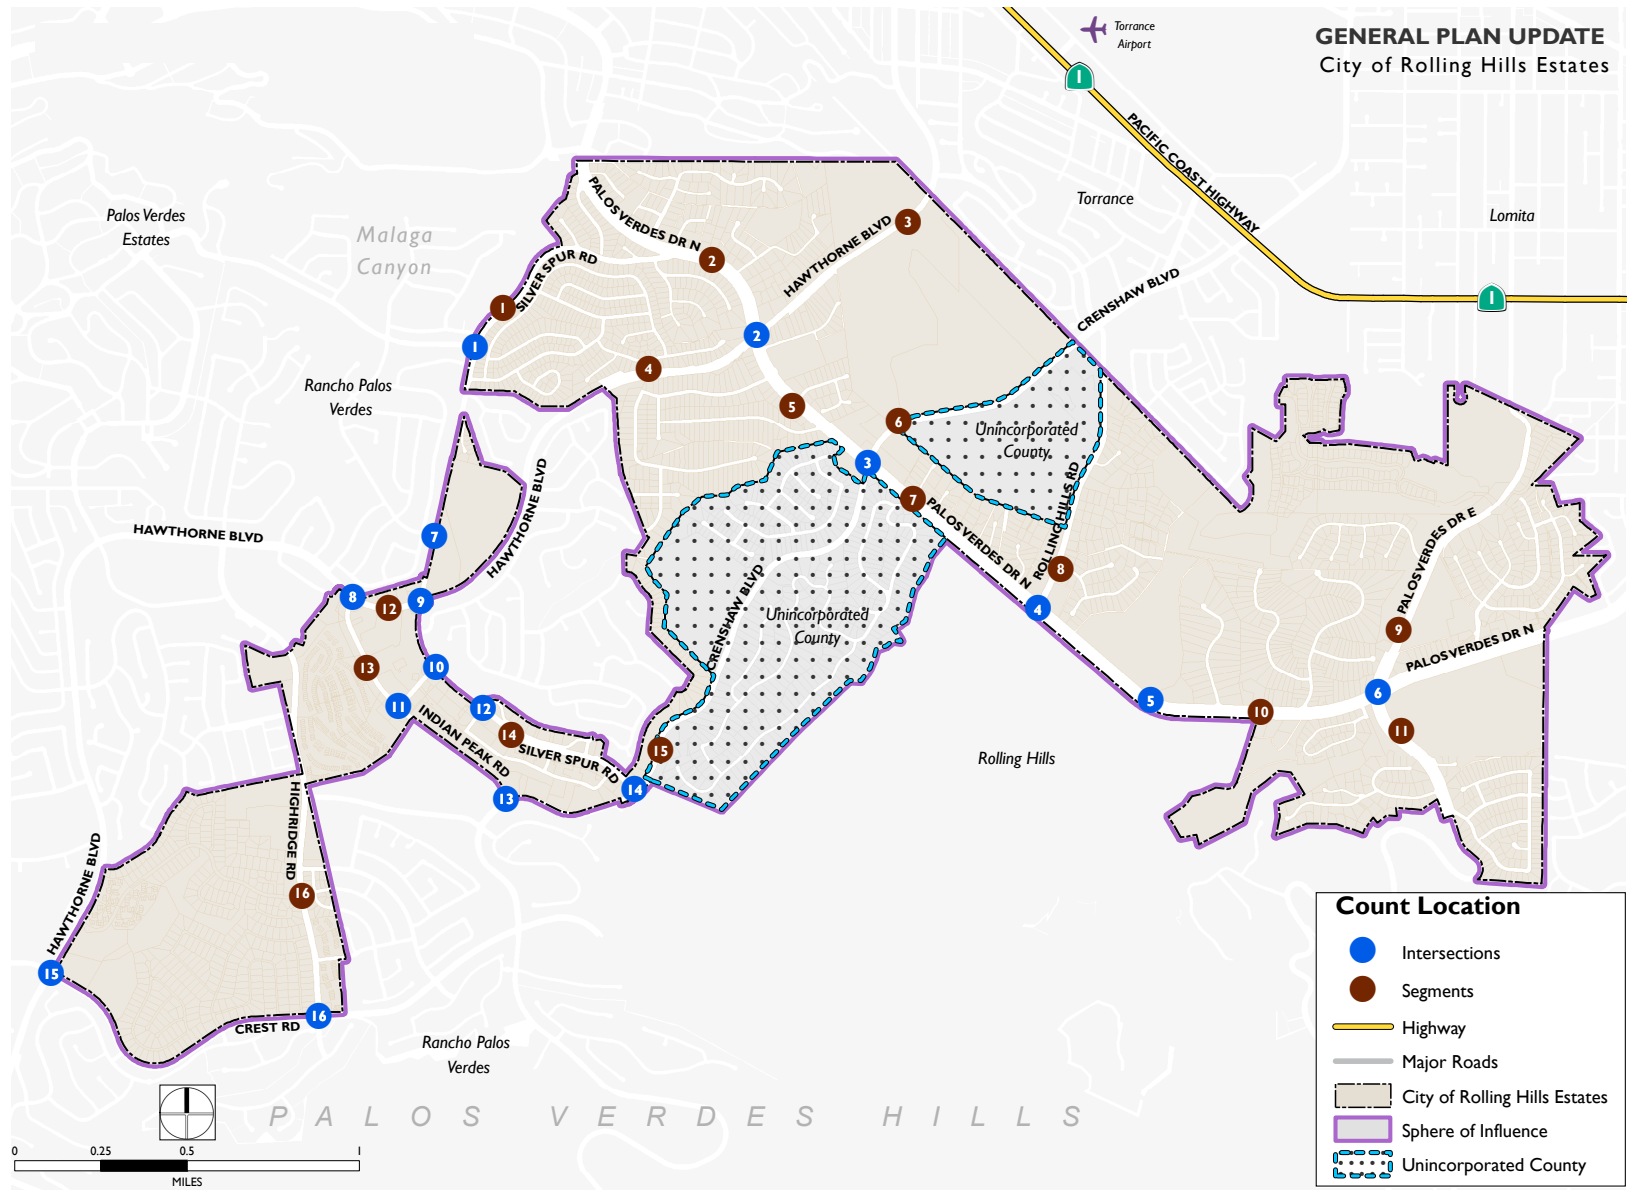 Torrance
Airport
GENERAL PLAN UPDATE
City of Rolling Hills Estates
1
PACIFIC COAST HIGHWAY
Palos Verdes
Estates
Malaga
Canyon
Torrance
Lomita
PALOS VERDES DR N
SILVER SPUR RD
HAWTHORNE BLVD
3
2
1
1
2
CRENSHAW BLVD
1
Rancho Palos
Verdes
4
5
6
Unincorporated
County
3
7
PALOS VERDES DR N
ROLLING HILLS RD
8
4
HAWTHORNE BLVD
HAWTHORNE BLVD
7
8
12
9
13
10
11
12
14
INDIAN PEAK RD
SILVER SPUR RD
13
14
15
CRENSHAW BLVD
Unincorporated
County
PALOS VERDES DR E
9
PALOS VERDES DR N
5
10
6
11
Rolling Hills
HIGHRIDGE RD
16
HAWTHORNE BLVD
15
CREST RD
16
Rancho Palos
Verdes
PALOS VERDES HILLS
0 0.25 0.5 1
MILES
Count Location
Intersections
Segments
Highway
Major Roads
City of Rolling Hills Estates
Sphere of Influence
Unincorporated County